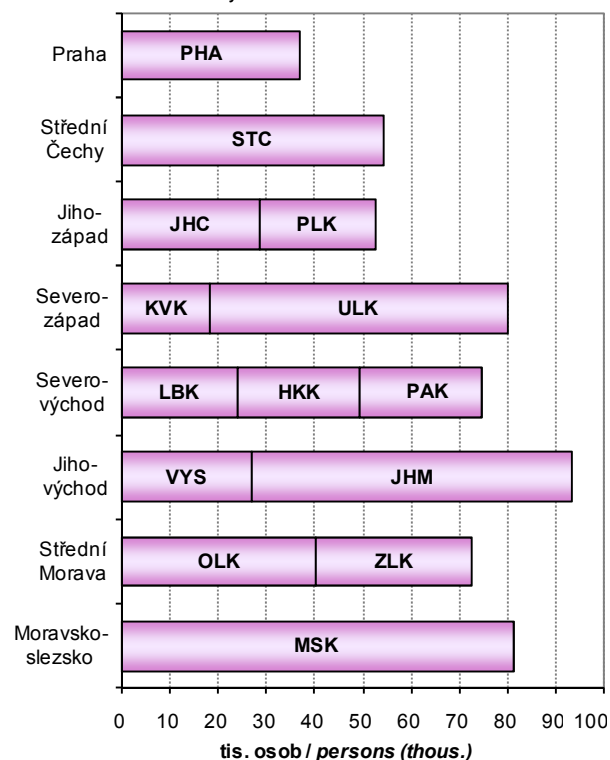 Praha
PHA
Střední
Čechy
STC
Jiho-
západ
JHC PLK
Severo-
západ
KVK ULK
Severo-
východ
LBK HKK PAK
Jiho-
východ
VYS JHM
Střední
Morava
OLK ZLK
Moravsko-
slezsko
MSK
0 10 20 30 40 50 60 70 80 90 100
tis. osob / persons (thous.)